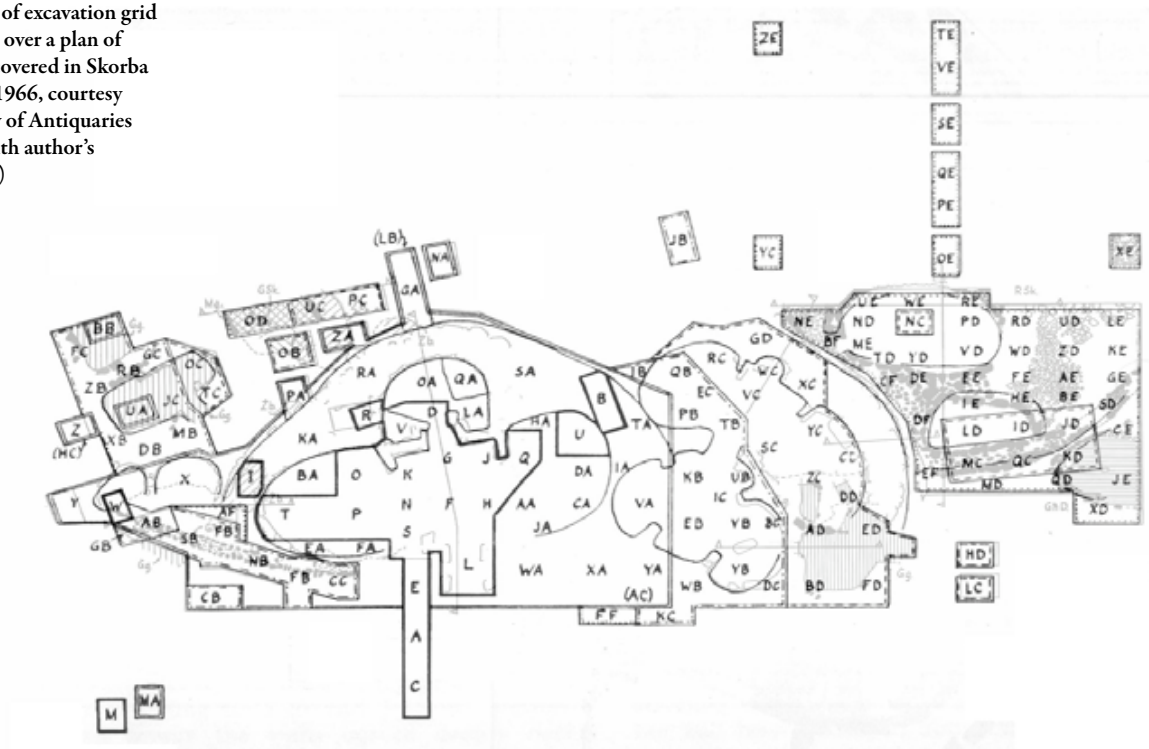 of excavation grid
over a plan of
overed in Skorba
1966, courtesy
y of Antiquaries
th author's
)
ZE
TE
VE
SE
QE
PE
OE
(LB)
NA
JB
YC
XE
GA
OD
UC
PC
OB
ZA
PA
BB
FC
GC
OC
RB
ZB
UA
JC
TC
Z
(HC)
XB
DB
MB
RA
OA
QA
SA
R
V
D
LA
HA
B
U
TA
KA
I
BA
O
K
G
J
Q
DA
IA
Y
W
X
T
P
N
F
H
AA
CA
VA
S
JA
GB
AB
SB
AF
FB
NB
EA
FA
FB
CC
CB
L
WA
XA
YA
(AC)
E
A
C
M
MA
FF
KC
IB
QB
RC
GD
WC
EC
VC
XC
PB
TB
YC
SC
KB
UB
IC
ZC
DD
EB
VB
AD
ED
WB
YB
DC
BD
FD
UE
WE
RE
NE
BF
ND
NC
PD
RD
UD
LE
ME
TD
YD
VD
WD
ZD
KE
CF
DE
EE
FE
AE
GE
DF
IE
HE
BE
SD
LD
ID
JD
CE
EF
MC
QC
KD
MD
QD
JE
XD
HD
LC